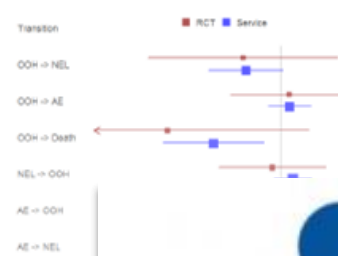 Transition
RCT Service
OOH -> NEL
OOH -> AE
OOH -> Death
NEL -> OOH
AE -> OOH
AE -> NEL